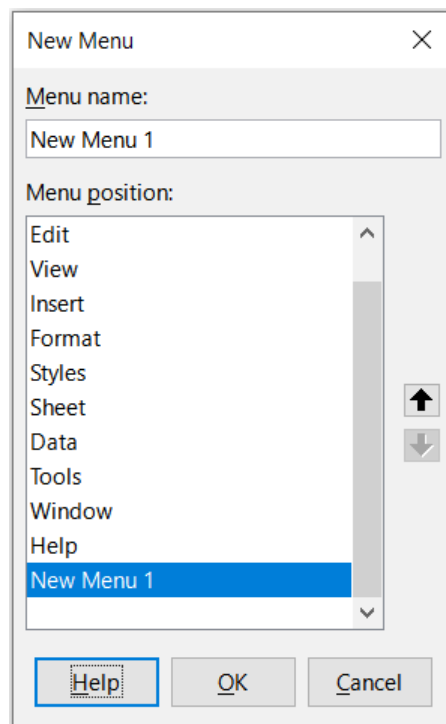 New Menu
Menu name:
New Menu 1
Menu position:
Edit
View
Insert
Format
Styles
Sheet
Data
Tools
Window
Help
New Menu 1
Help
OK
Cancel